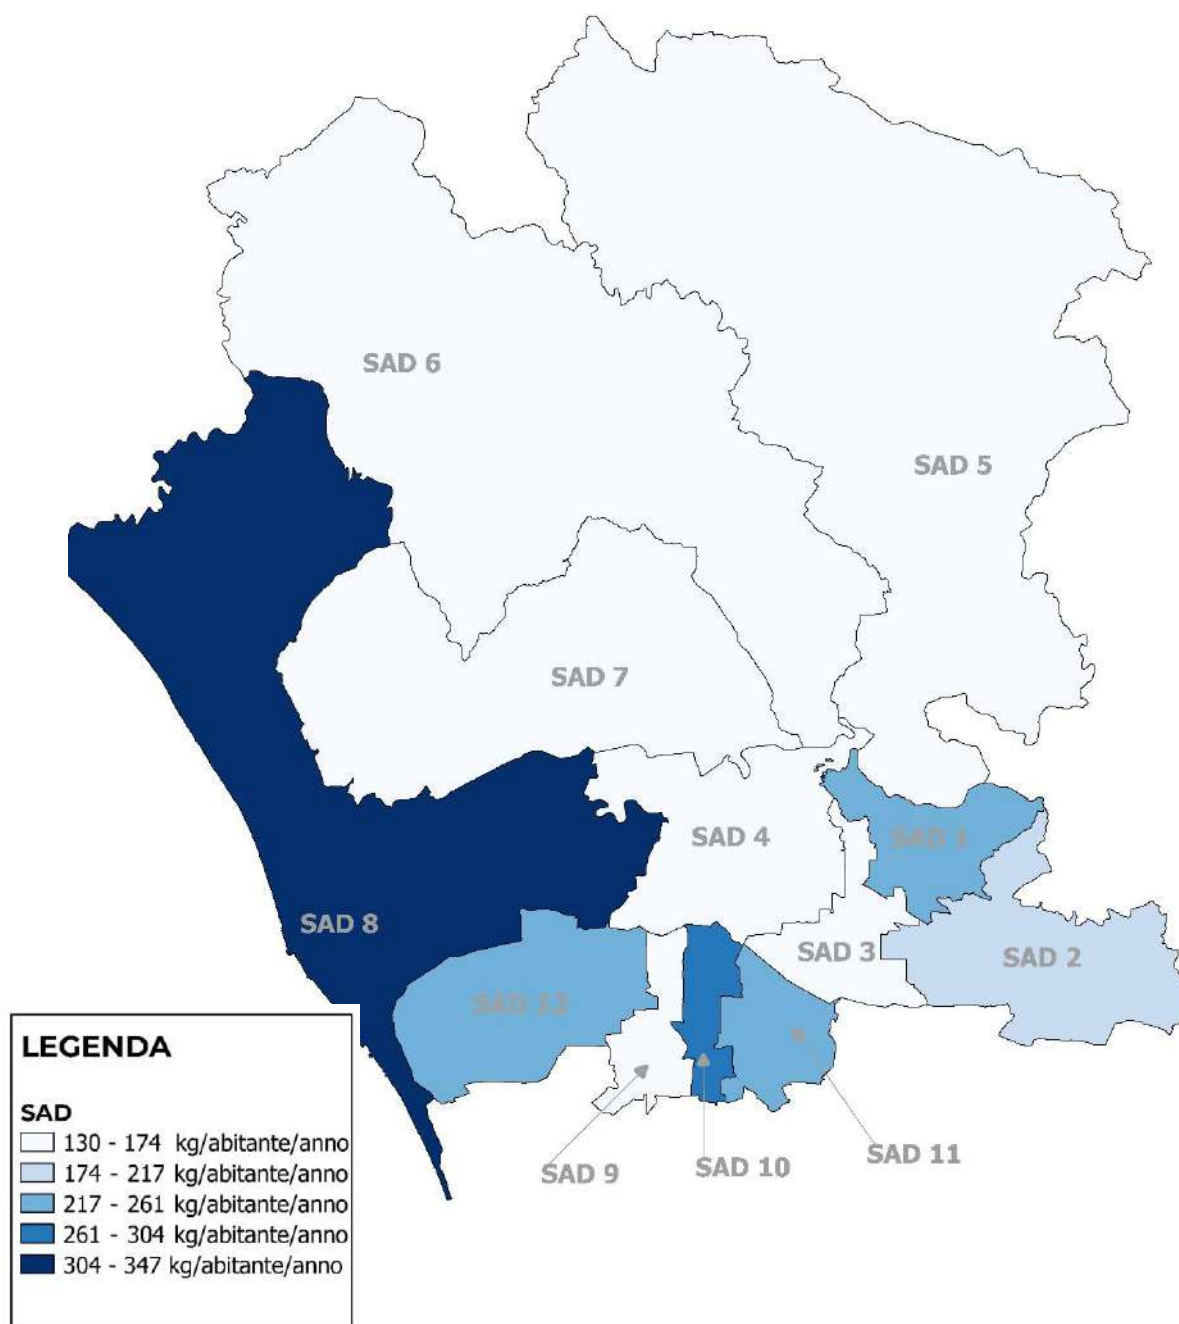 SAD 6
SAD 5
SAD 7
SAD 4
SAD 1
SAD 8
SAD 3
SAD 2
SAD 12
SAD 11
SAD 9
SAD 10
LEGENDA
SAD
130 - 174 kg/abitante/anno
174 - 217 kg/abitante/anno
217 - 261 kg/abitante/anno
261 - 304 kg/abitante/anno
304 - 347 kg/abitante/anno